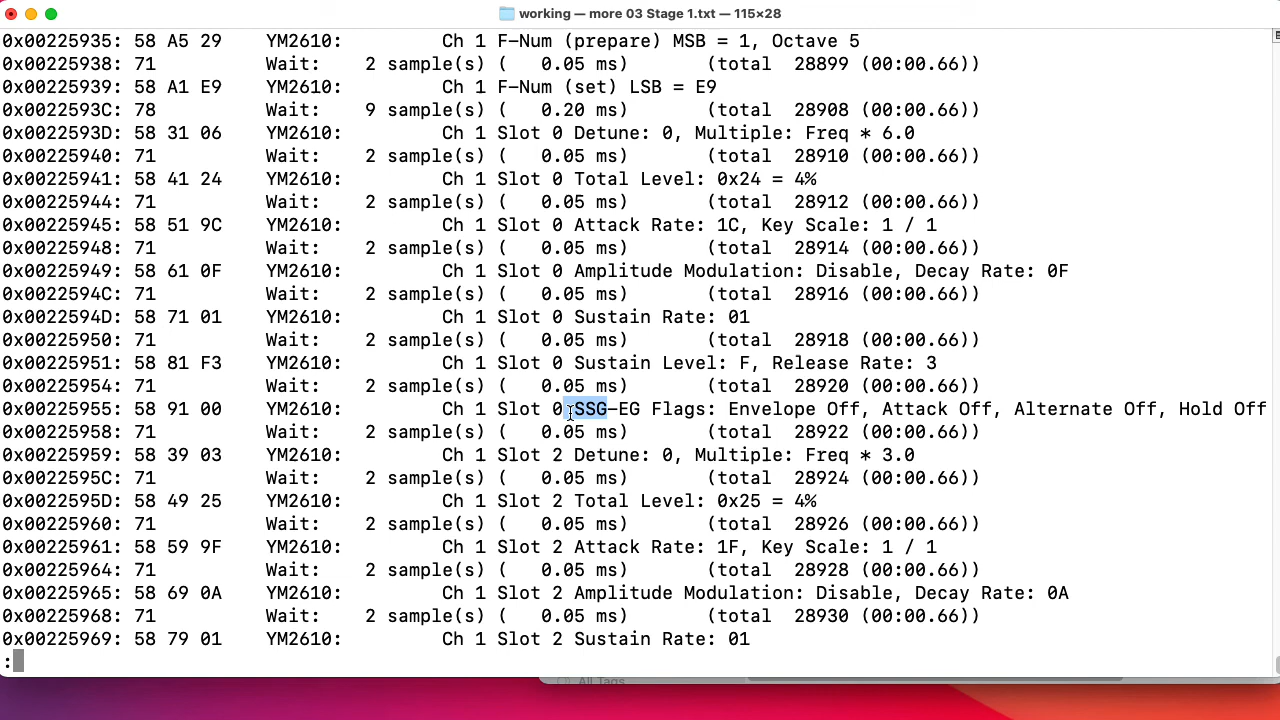 working — more 03 Stage 1.txt — 115×28
0x00225935: 58 A5 29    YM2610:         Ch 1 F-Num (prepare) MSB = 1, Octave 5
0x00225938: 71          Wait:    2 sample(s) (   0.05 ms)       (total  28899 (00:00.66))
0x00225939: 58 A1 E9    YM2610:         Ch 1 F-Num (set) LSB = E9
0x0022593C: 78          Wait:    9 sample(s) (   0.20 ms)       (total  28908 (00:00.66))
0x0022593D: 58 31 06    YM2610:         Ch 1 Slot 0 Detune: 0, Multiple: Freq * 6.0
0x00225940: 71          Wait:    2 sample(s) (   0.05 ms)       (total  28910 (00:00.66))
0x00225941: 58 41 24    YM2610:         Ch 1 Slot 0 Total Level: 0x24 = 4%
0x00225944: 71          Wait:    2 sample(s) (   0.05 ms)       (total  28912 (00:00.66))
0x00225945: 58 51 9C    YM2610:         Ch 1 Slot 0 Attack Rate: 1C, Key Scale: 1 / 1
0x00225948: 71          Wait:    2 sample(s) (   0.05 ms)       (total  28914 (00:00.66))
0x00225949: 58 61 0F    YM2610:         Ch 1 Slot 0 Amplitude Modulation: Disable, Decay Rate: 0F
0x0022594C: 71          Wait:    2 sample(s) (   0.05 ms)       (total  28916 (00:00.66))
0x0022594D: 58 71 01    YM2610:         Ch 1 Slot 0 Sustain Rate: 01
0x00225950: 71          Wait:    2 sample(s) (   0.05 ms)       (total  28918 (00:00.66))
0x00225951: 58 81 F3    YM2610:         Ch 1 Slot 0 Sustain Level: F, Release Rate: 3
0x00225954: 71          Wait:    2 sample(s) (   0.05 ms)       (total  28920 (00:00.66))
0x00225955: 58 91 00    YM2610:         Ch 1 Slot 0 SSG-EG Flags: Envelope Off, Attack Off, Alternate Off, Hold Off
0x00225958: 71          Wait:    2 sample(s) (   0.05 ms)       (total  28922 (00:00.66))
0x00225959: 58 39 03    YM2610:         Ch 1 Slot 2 Detune: 0, Multiple: Freq * 3.0
0x0022595C: 71          Wait:    2 sample(s) (   0.05 ms)       (total  28924 (00:00.66))
0x0022595D: 58 49 25    YM2610:         Ch 1 Slot 2 Total Level: 0x25 = 4%
0x00225960: 71          Wait:    2 sample(s) (   0.05 ms)       (total  28926 (00:00.66))
0x00225961: 58 59 9F    YM2610:         Ch 1 Slot 2 Attack Rate: 1F, Key Scale: 1 / 1
0x00225964: 71          Wait:    2 sample(s) (   0.05 ms)       (total  28928 (00:00.66))
0x00225965: 58 69 0A    YM2610:         Ch 1 Slot 2 Amplitude Modulation: Disable, Decay Rate: 0A
0x00225968: 71          Wait:    2 sample(s) (   0.05 ms)       (total  28930 (00:00.66))
0x00225969: 58 79 01    YM2610:         Ch 1 Slot 2 Sustain Rate: 01
:
All Tags